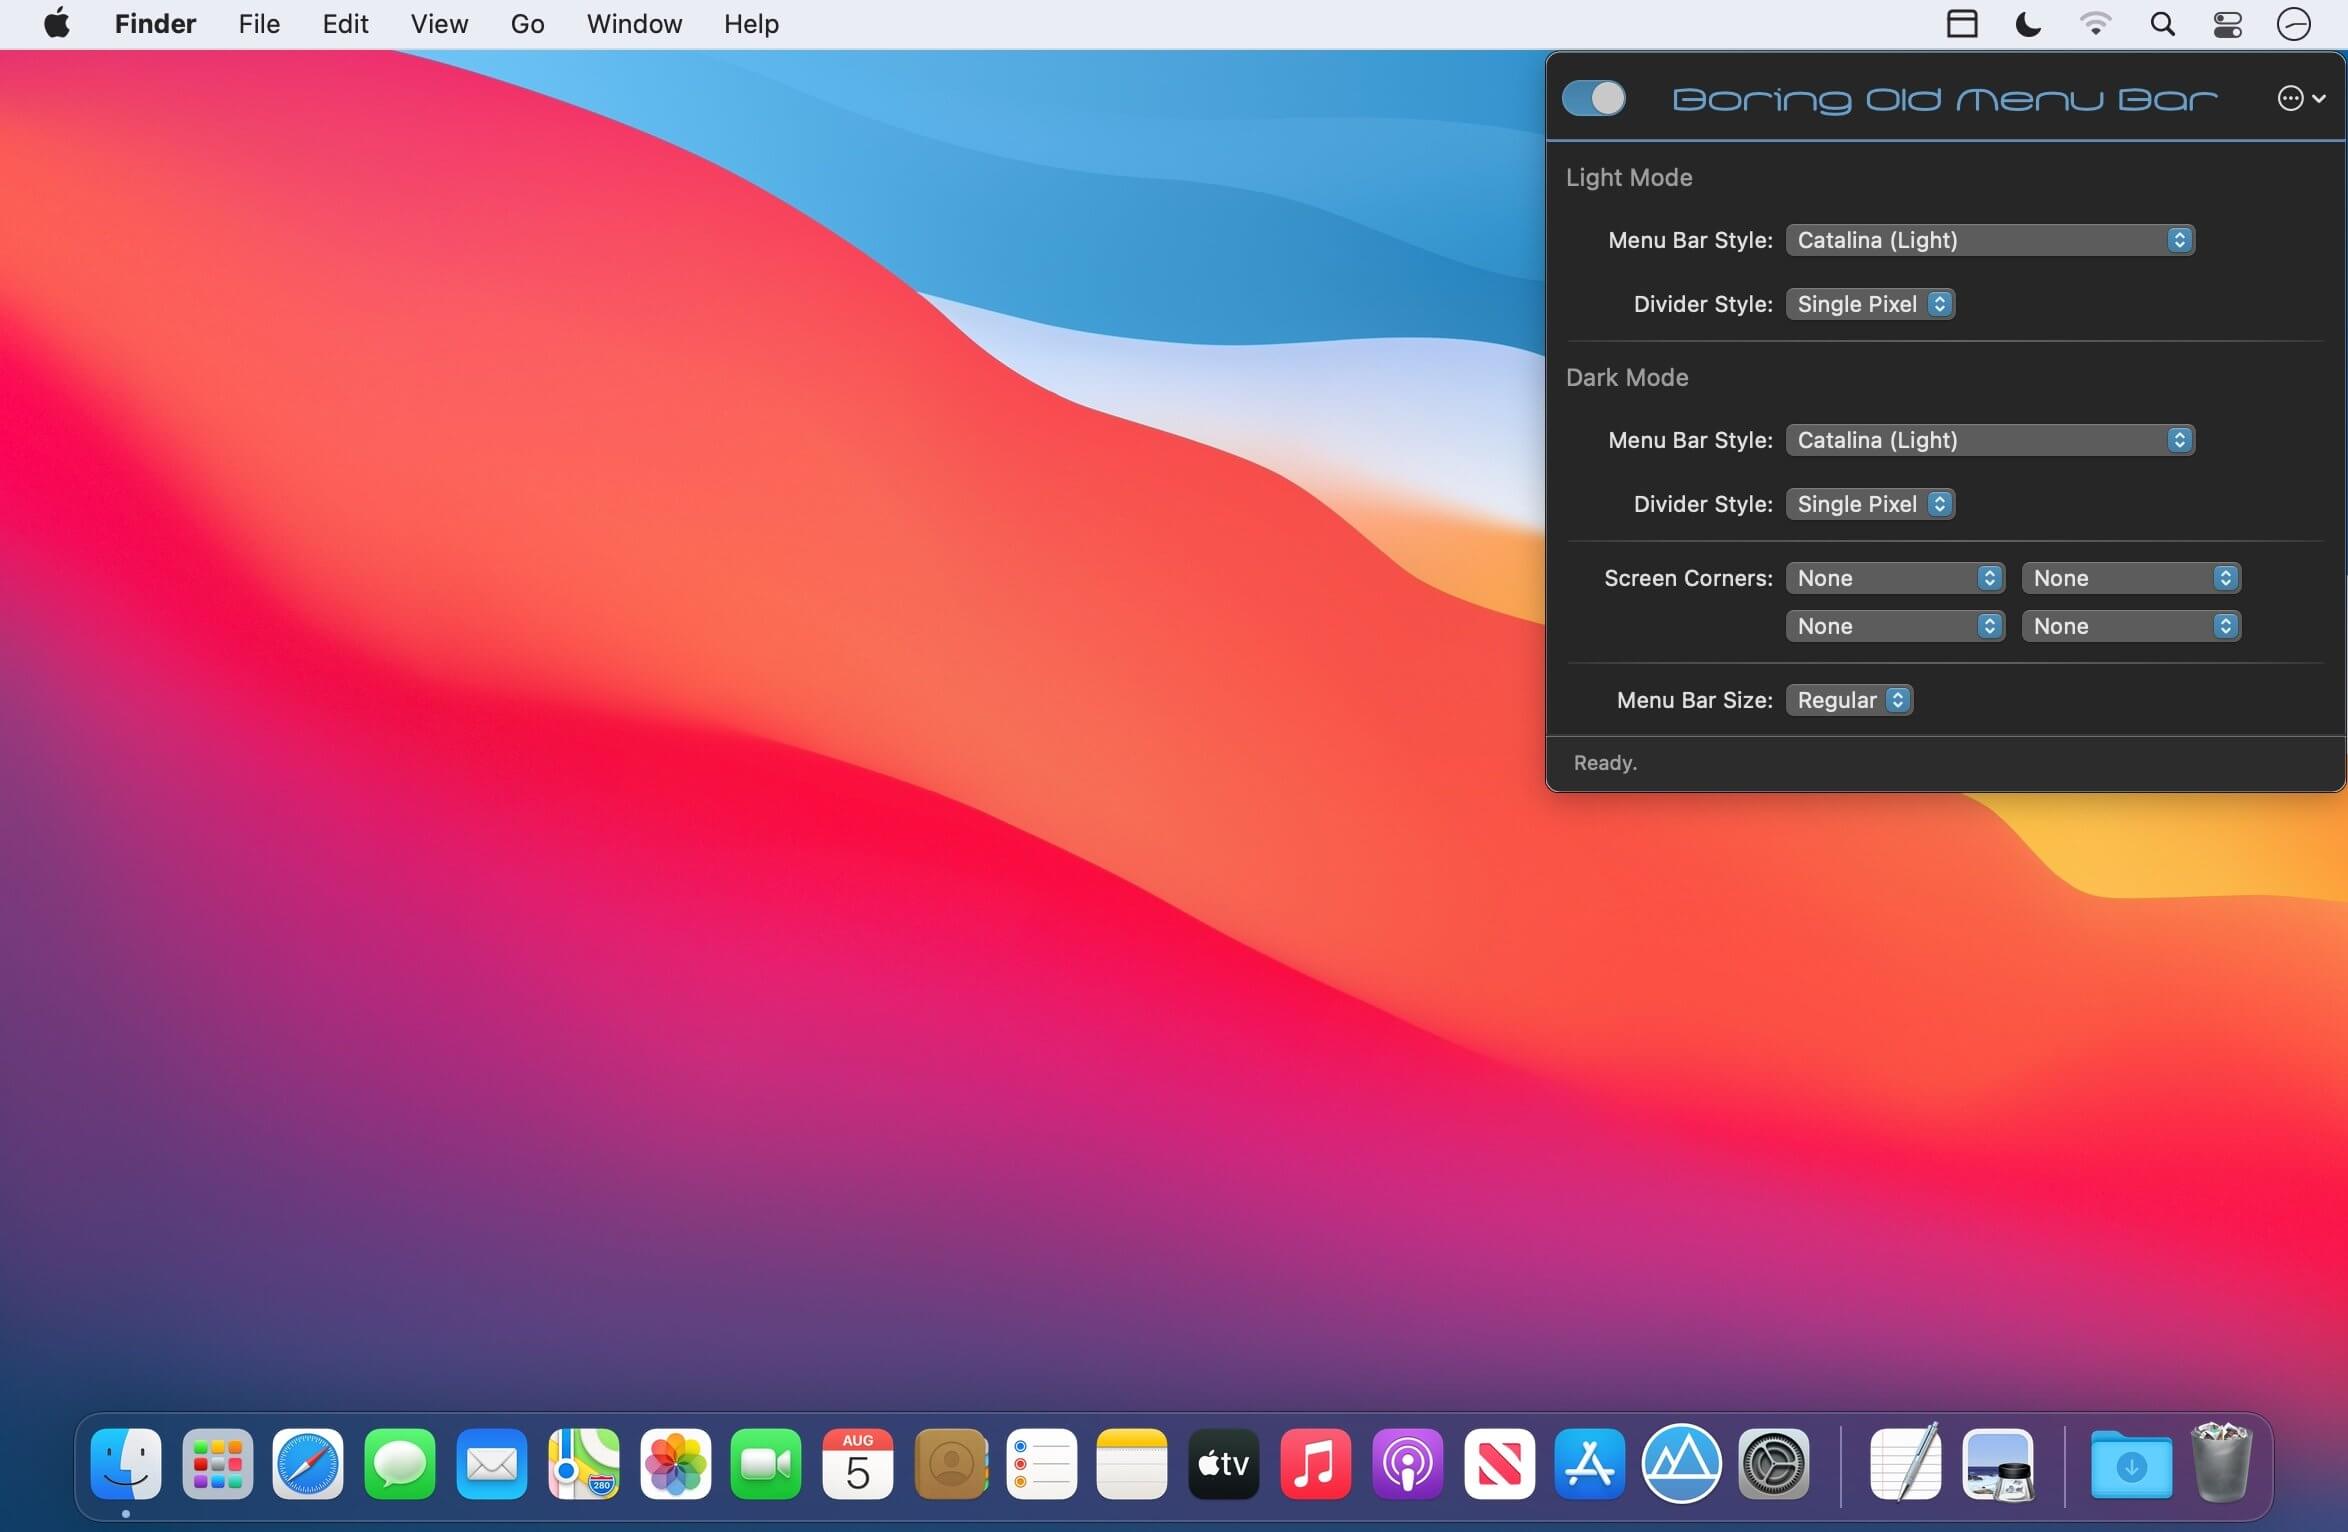 Finder File Edit View Go Window Help
Boring Old Menu Bar
Light Mode
Menu Bar Style: Catalina (Light)
Divider Style: Single Pixel
Dark Mode
Menu Bar Style: Catalina (Light)
Divider Style: Single Pixel
Screen Corners: None None
None None
Menu Bar Size: Regular
Ready.
AUG
5
280
tv